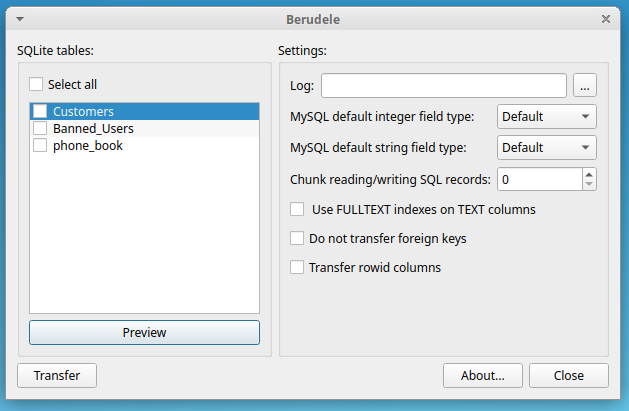 Berudele
SQLite tables:
Select all
Customers
Banned_Users
phone_book
Preview
Settings:
Log:
...
MySQL default integer field type: Default
MySQL default string field type: Default
Chunk reading/writing SQL records: 0
Use FULLTEXT indexes on TEXT columns
Do not transfer foreign keys
Transfer rowid columns
Transfer
About...
Close